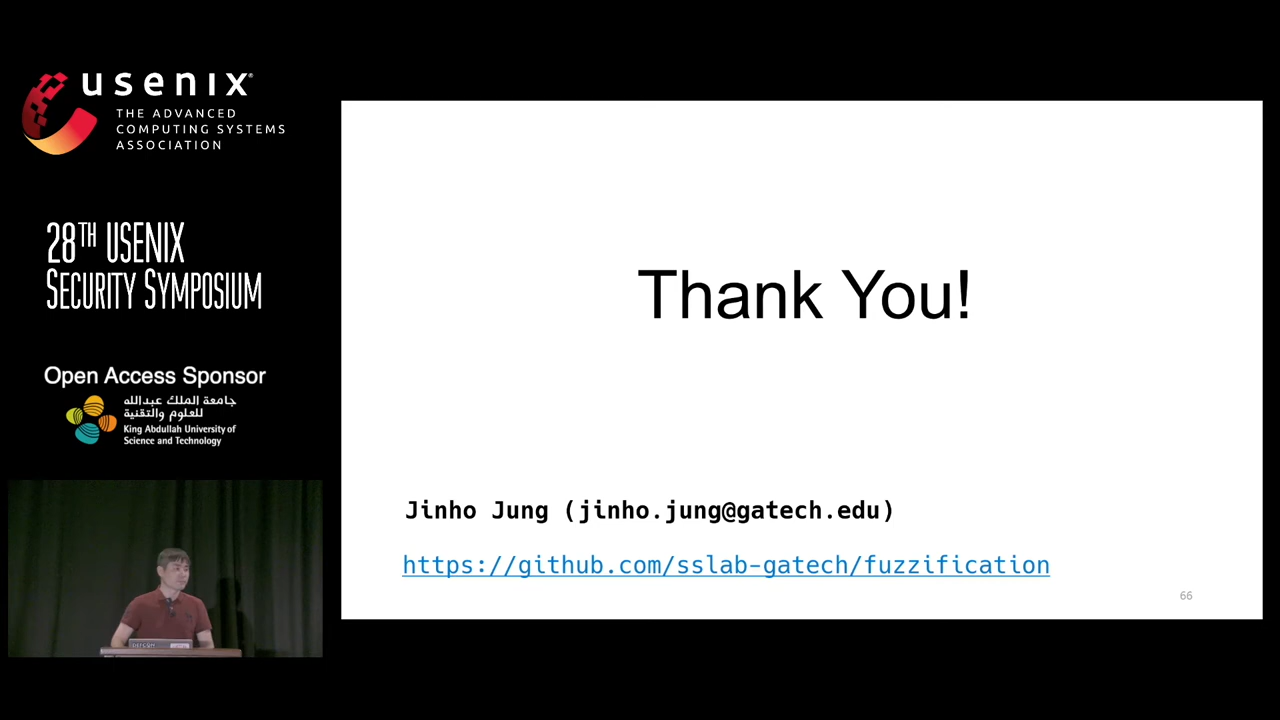 usenix®
THE ADVANCED
COMPUTING SYSTEMS
ASSOCIATION
28TH USENIX
SECURITY SYMPOSIUM
Open Access Sponsor
جامعة الملك عبدالله
للعلوم والتقنية
King Abdullah University of
Science and Technology
Thank You!
Jinho Jung (jinho.jung@gatech.edu)
https://github.com/sslab-gatech/fuzzification
66